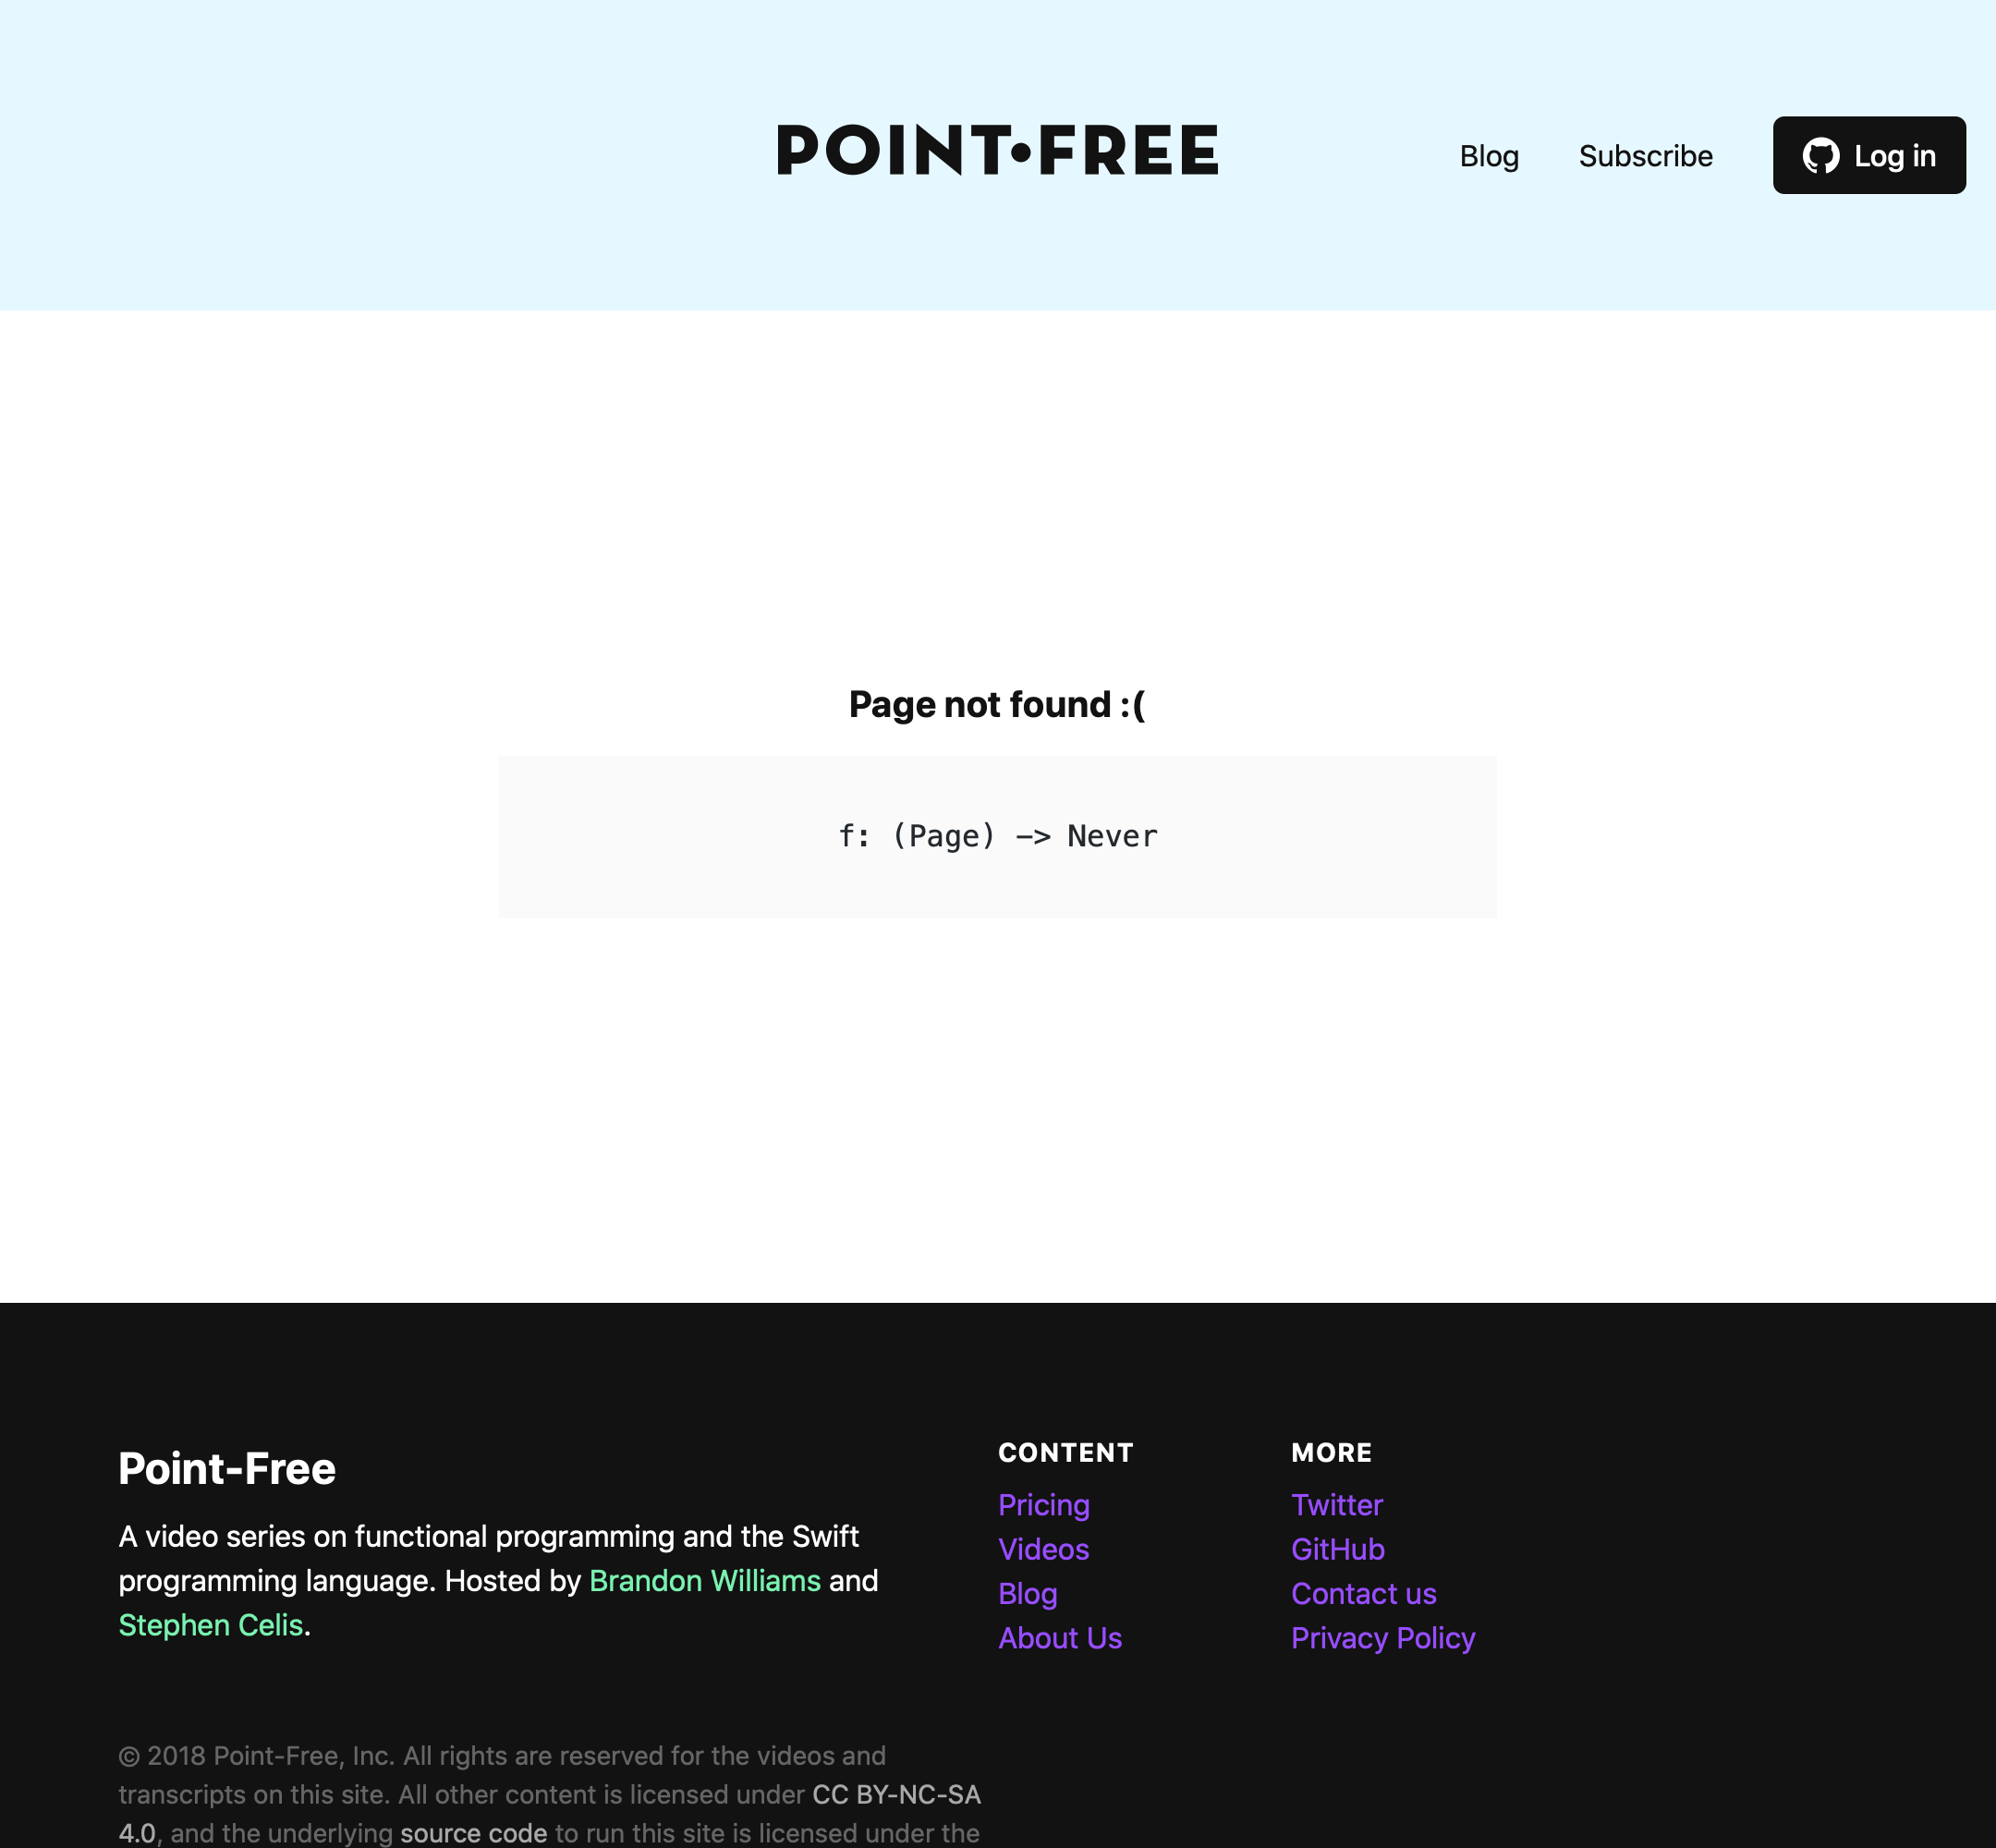 POINT•FREE
Blog
Subscribe
Log in
Page not found :(
f: (Page) -> Never
Point-Free
A video series on functional programming and the Swift
programming language. Hosted by Brandon Williams and
Stephen Celis.
CONTENT
Pricing
Videos
Blog
About Us
MORE
Twitter
GitHub
Contact us
Privacy Policy
© 2018 Point-Free, Inc. All rights are reserved for the videos and
transcripts on this site. All other content is licensed under CC BY-NC-SA
4.0, and the underlying source code to run this site is licensed under the